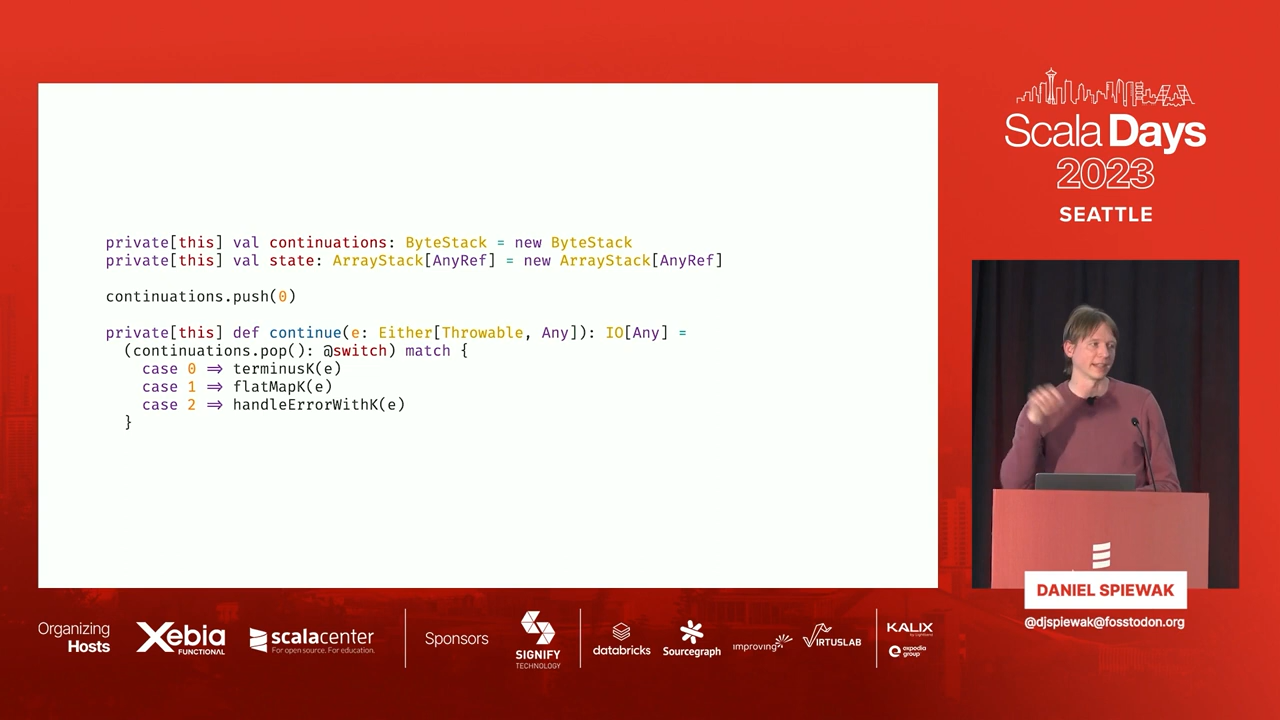 private[this] val continuations: ByteStack = new ByteStack
private[this] val state: ArrayStack[AnyRef] = new ArrayStack[AnyRef]
continuations.push(0)
private[this] def continue(e: Either[Throwable, Any]): IO[Any] =
(continuations.pop(): @switch) match {
case 0 => terminusK(e)
case 1 => flatMapK(e)
case 2 => handleErrorWithK(e)
}
Scala Days
2023
SEATTLE
DANIEL SPIEWAK
@djspiewak@fosstodon.org
Organizing
Hosts
Xebia
FUNCTIONAL
scalacenter
For open source. For education.
Sponsors
SIGNIFY
TECHNOLOGY
databricks
Sourcegraph
improving
VIRTUSLAB
KALIX
by Lightbend
expedia
group